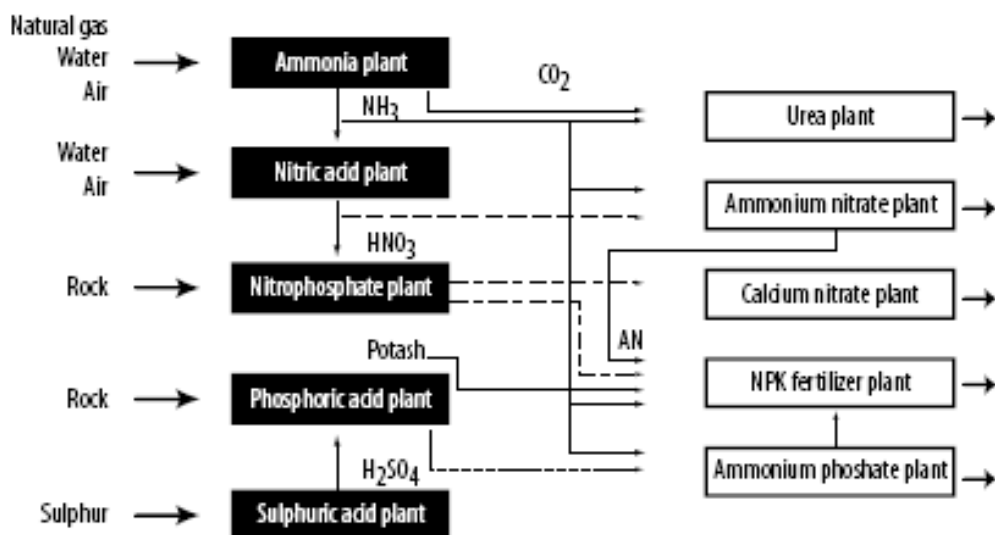 Natural gas
Water
Air
Ammonia plant
CO2
NH3
Urea plant
Water
Air
Nitric acid plant
Ammonium nitrate plant
HNO3
Rock
Nitrophosphate plant
Calcium nitrate plant
Potash
AN
NPK fertilizer plant
Rock
Phosphoric acid plant
H2SO4
Ammonium phoshate plant
Sulphur
Sulphuric acid plant